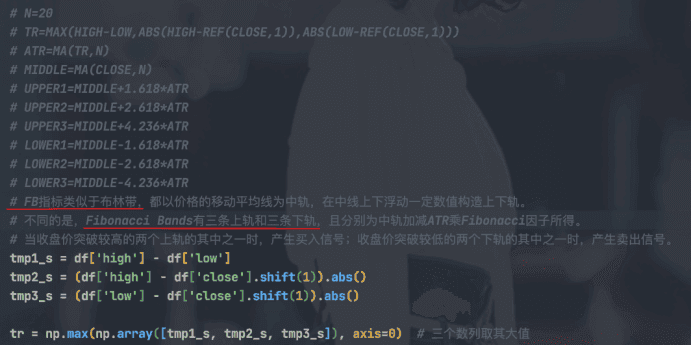 # N=20
# TR=MAX(HIGH-LOW,ABS(HIGH-REF(CLOSE,1)),ABS(LOW-REF(CLOSE,1)))
# ATR=MA(TR,N)
# MIDDLE=MA(CLOSE,N)
# UPPER1=MIDDLE+1.618*ATR
# UPPER2=MIDDLE+2.618*ATR
# UPPER3=MIDDLE+4.236*ATR
# LOWER1=MIDDLE-1.618*ATR
# LOWER2=MIDDLE-2.618*ATR
# LOWER3=MIDDLE-4.236*ATR
# FB指标类似于布林带，都以价格的移动平均线为中轨，在中线上下浮动一定数值构造上下轨。
# 不同的是，Fibonacci Bands有三条上轨和三条下轨，且分别为中轨加减ATR乘Fibonacci因子所得。
# 当收盘价突破较高的两个上轨的其中之一时，产生买入信号；收盘价突破较低的两个下轨的其中之一时，产生卖出信号。
tmp1_s = df['high'] - df['low']
tmp2_s = (df['high'] - df['close'].shift(1)).abs()
tmp3_s = (df['low'] - df['close'].shift(1)).abs()
tr = np.max(np.array([tmp1_s, tmp2_s, tmp3_s]), axis=0)  # 三个数列取其大值